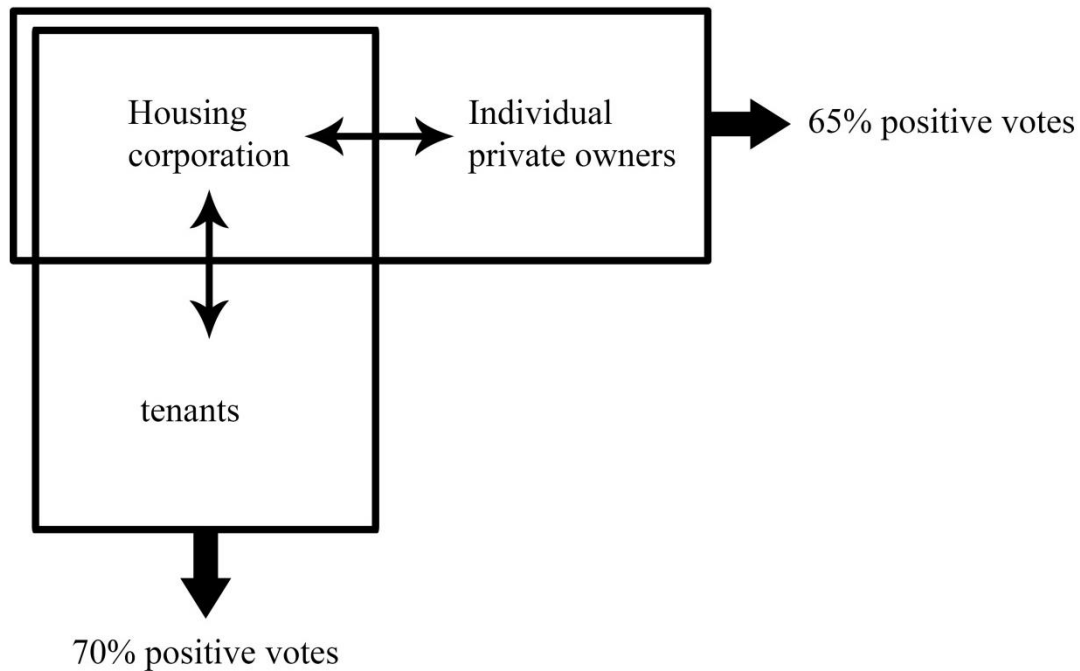 Housing
corporation
Individual
private owners
65% positive votes
tenants
70% positive votes